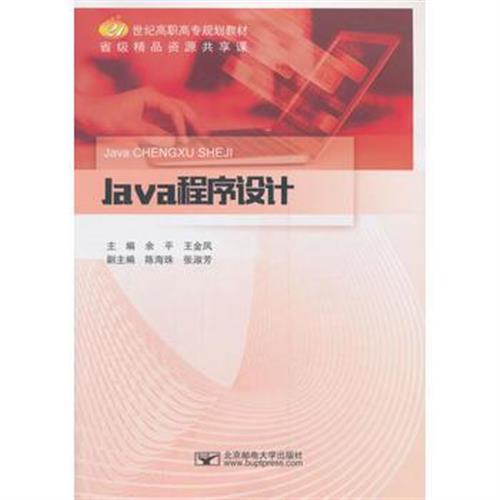 21世纪高职高专规划教材
省级精品资源共享课
Java CHENGXU SHEJI
Java程序设计
主 编 余 平 王金凤
副主编 陈海珠 张淑芳
北京邮电大学出版社
www.buptpress.com